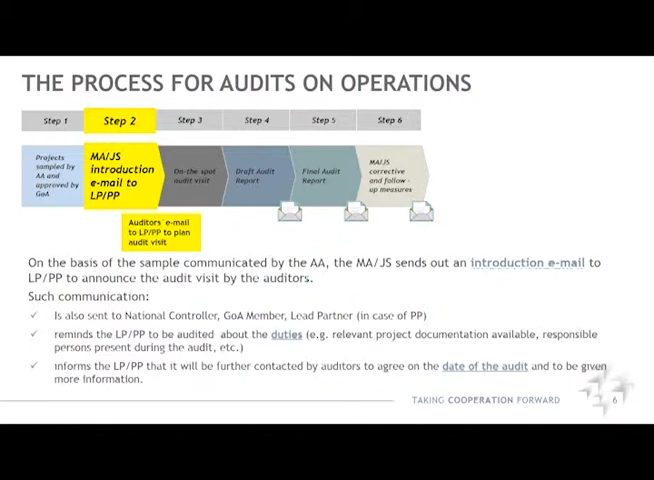 THE PROCESS FOR AUDITS ON OPERATIONS
Step 1
Step 2
Step 3
Step 4
Step 5
Step 6
Projects
sampled by
AA and
approved by
GoA
MA/JS
introduction
e-mail to
LP/PP
On-the spot
audit visit
Draft Audit
Report
Final Audit
Report
MA/JS
corrective
and follow -
up measures
Auditors' e-mail
to LP/PP to plan
audit visit
On the basis of the sample communicated by the AA, the MA/JS sends out an introduction e-mail to
LP/PP to announce the audit visit by the auditors.
Such communication:
Is also sent to National Controller, GoA Member, Lead Partner (in case of PP)
reminds the LP/PP to be audited about the duties (e.g. relevant project documentation available, responsible
persons present during the audit, etc.)
informs the LP/PP that it will be further contacted by auditors to agree on the date of the audit and to be given
more information.
TAKING COOPERATION FORWARD
6